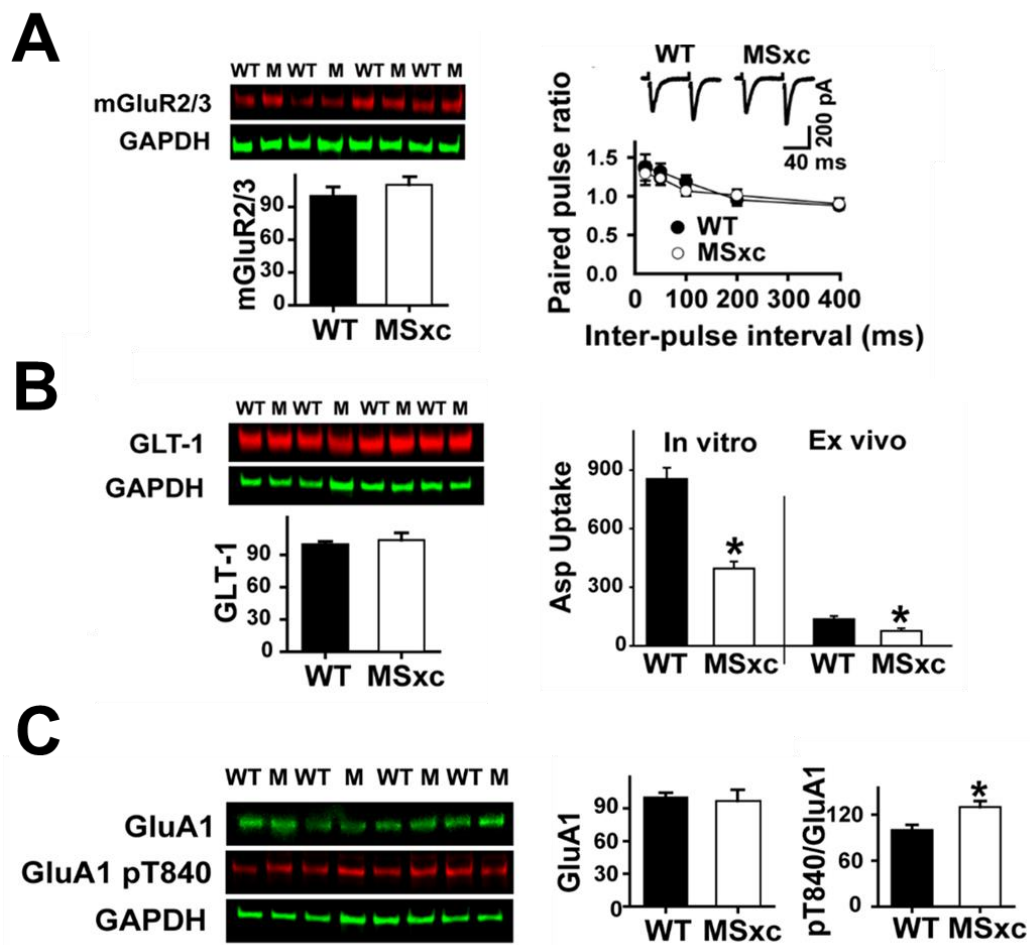 A
WT M WT M WT M WT M
mGluR2/3
GAPDH
mGluR2/3
90
60
30
0
WT MSxc
WT MSxc
200 pA
40 ms
Paired pulse ratio
1.5
1.0
0.5
0.0
WT
MSxc
0 100 200 300 400
Inter-pulse interval (ms)
B
WT M WT M WT M WT M
GLT-1
GAPDH
GLT-1
90
60
30
0
WT MSxc
Asp Uptake
In vitro Ex vivo
900
600
300
0
* *
WT MSxc WT MSxc
C
WT M WT M WT M WT M
GluA1
GluA1 pT840
GAPDH
GluA1
90
60
30
0
WT MSxc
pT840/GluA1
120
60
0
*
WT MSxc